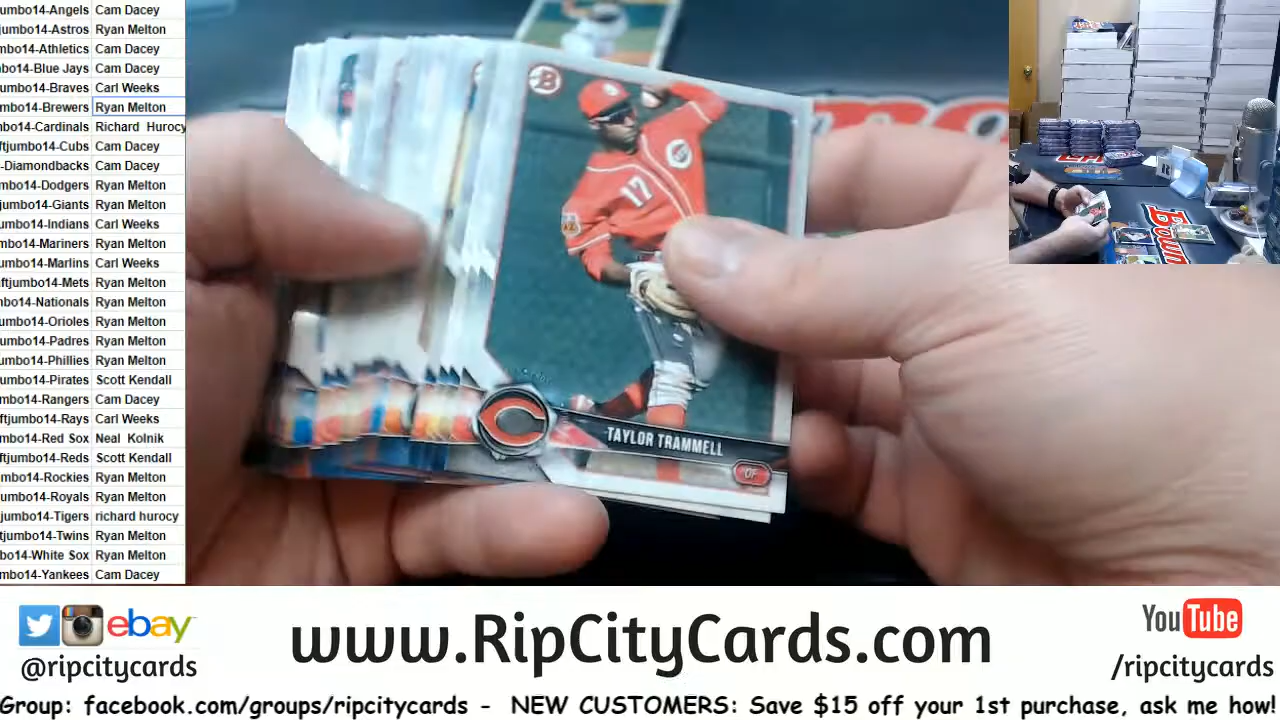 umbo14-Angels Cam Dacey
jumbo14-Astros Ryan Melton
mbo14-Athletics Cam Dacey
bo14-Blue Jays Cam Dacey
umbo14-Braves Carl Weeks
mbo14-Brewers Ryan Melton
nbo14-Cardinals Richard Hurocy
ftjumbo14-Cubs Cam Dacey
-Diamondbacks Cam Dacey
mbo14-Dodgers Ryan Melton
jumbo14-Giants Ryan Melton
umbo14-Indians Carl Weeks
mbo14-Mariners Ryan Melton
umbo14-Marlins Carl Weeks
aftjumbo14-Mets Ryan Melton
nbo14-Nationals Ryan Melton
umbo14-Orioles Ryan Melton
umbo14-Padres Ryan Melton
umbo14-Phillies Ryan Melton
jumbo14-Pirates Scott Kendall
umbo14-Rangers Cam Dacey
ftjumbo14-Rays Carl Weeks
mbo14-Red Sox Neal Kolnik
ftjumbo14-Reds Scott Kendall
mbo14-Rockies Ryan Melton
umbo14-Royals Ryan Melton
jumbo14-Tigers richard hurocy
tjumbo14-Twins Ryan Melton
bo14-White Sox Ryan Melton
mbo14-Yankees Cam Dacey
B
17
C
TAYLOR TRAMMELL
OF
Bown
ebay
@ripcitycards
www.RipCityCards.com
YouTube
/ripcitycards
Group: facebook.com/groups/ripcitycards - NEW CUSTOMERS: Save $15 off your 1st purchase, ask me how!